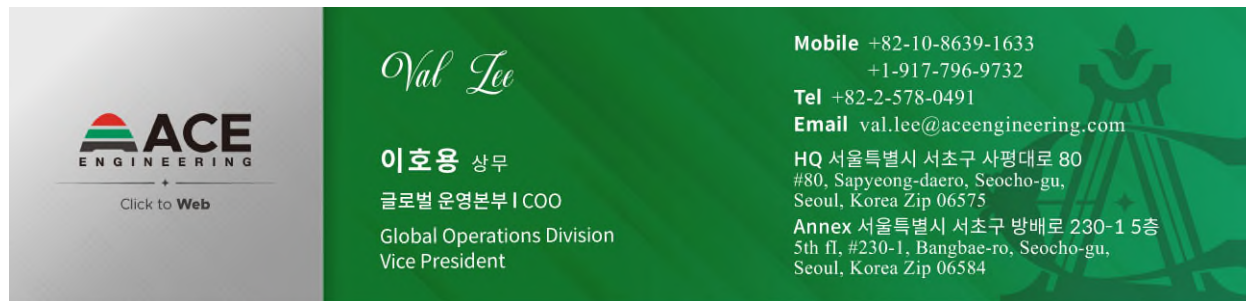 ACE
ENGINEERING
Click to Web
Val Lee
이호용 상무
글로벌 운영본부 l COO
Global Operations Division
Vice President
Mobile +82-10-8639-1633
+1-917-796-9732
Tel +82-2-578-0491
Email val.lee@aceengineering.com
HQ 서울특별시 서초구 사평대로 80
#80, Sapyeong-daero, Seocho-gu,
Seoul, Korea Zip 06575
Annex 서울특별시 서초구 방배로 230-1 5층
5th fI, #230-1, Bangbae-ro, Seocho-gu,
Seoul, Korea Zip 06584